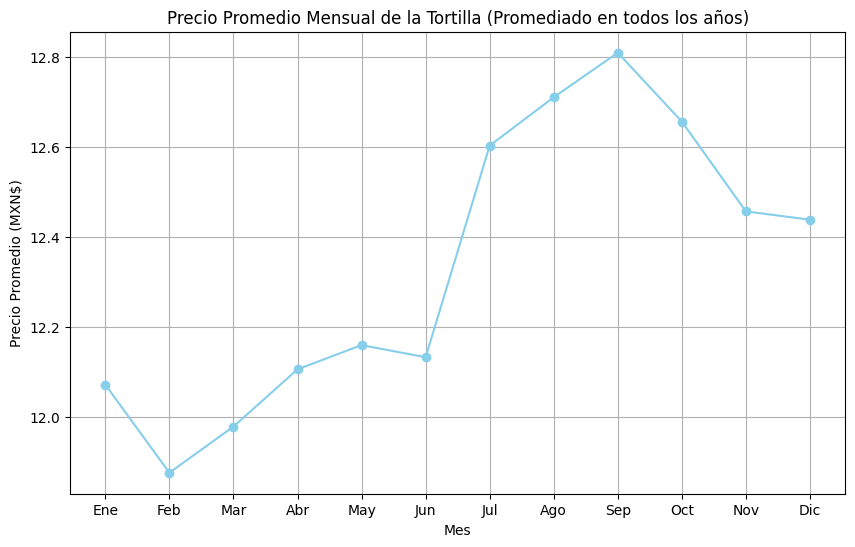 Precio Promedio Mensual de la Tortilla (Promediado en todos los años)
Precio Promedio (MXN$)
12.8
12.6
12.4
12.2
12.0
Ene Feb Mar Abr May Jun Jul Ago Sep Oct Nov Dic
Mes